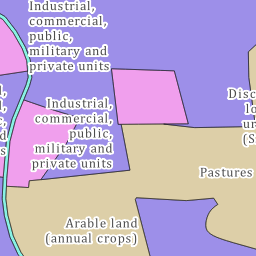 Industrial,
commercial,
public,
military and
private units
Industrial,
commercial,
public,
military and
private units
Pastures
Arable land
(annual crops)